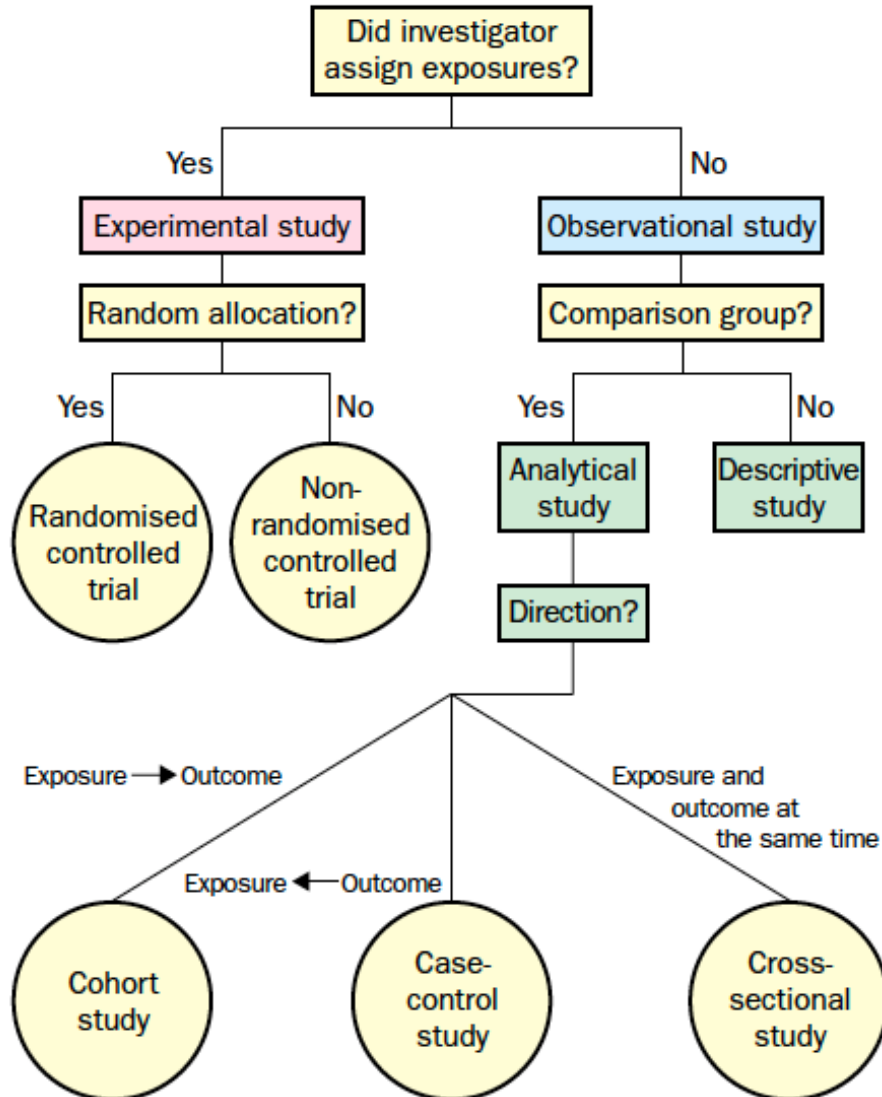 Did investigator
assign exposures?
Yes
No
Experimental study
Observational study
Random allocation?
Comparison group?
Yes
No
Yes
No
Randomised
controlled
trial
Non-
randomised
controlled
trial
Analytical
study
Descriptive
study
Direction?
Exposure → Outcome
Exposure and
outcome at
the same time
Exposure ← Outcome
Cohort
study
Case-
control
study
Cross-
sectional
study